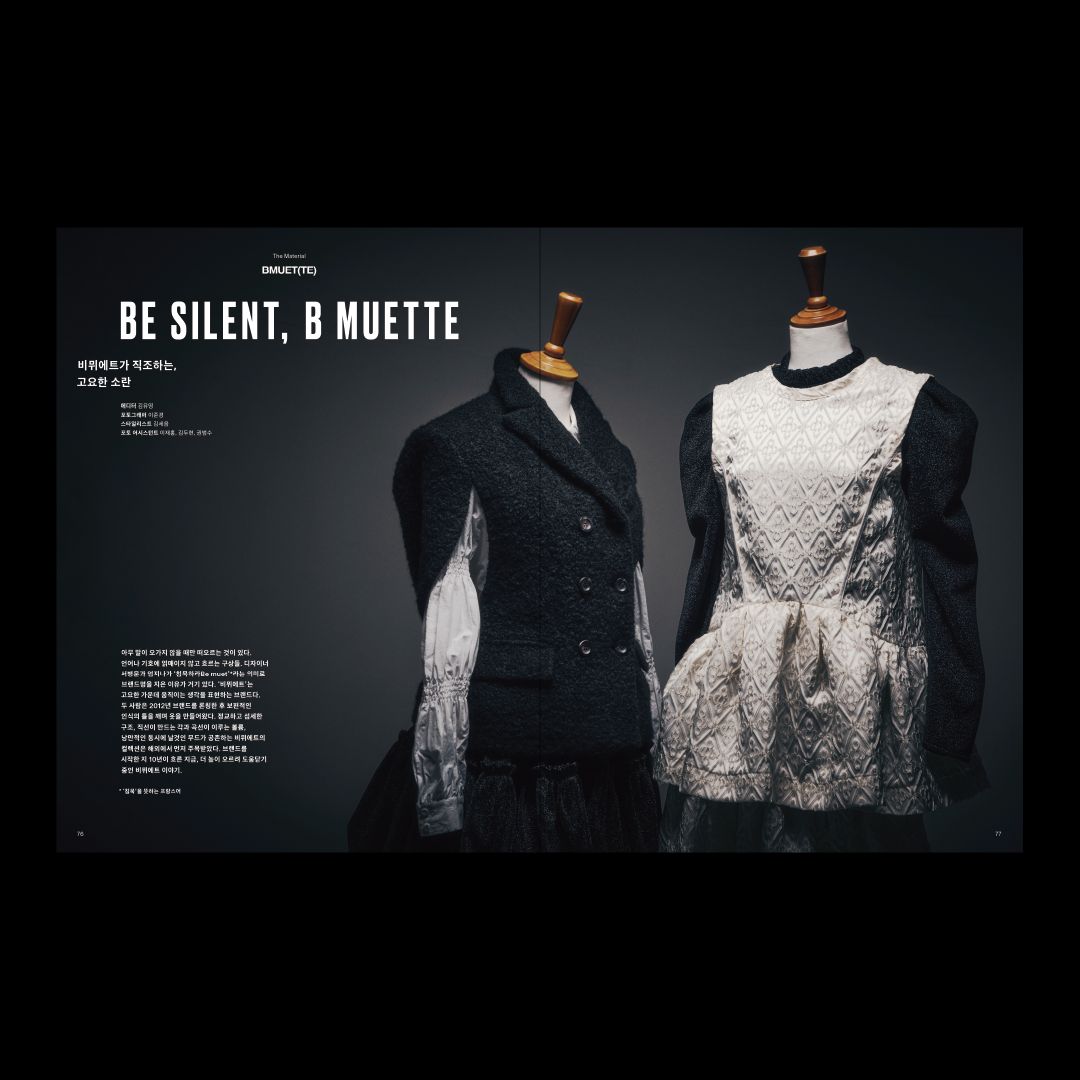 The Material
BMUET(TE)
BE SILENT, B MUETTE
비뮈에트가 직조하는,
고요한 소란
에디터 김유영
포토그래퍼 이준경
스타일리스트 김세용
포토 어시스턴트 이재홍, 김두현, 권범수
아무 말이 오가지 않을 때만 떠오르는 것이 있다.
언어나 기호에 얽매이지 않고 흐르는 구상들. 디자이너
서병문과 엄지나가 ‘침묵하라Be muet’*라는 의미로
브랜드명을 지은 이유가 거기 있다. ‘비뮈에트’는
고요한 가운데 움직이는 생각을 표현하는 브랜드다.
두 사람은 2012년 브랜드를 론칭한 후 보편적인
인식의 틀을 깨며 옷을 만들어왔다. 정교하고 섬세한
구조, 직선이 만드는 각과 곡선이 이루는 볼륨,
낭만적인 동시에 날것인 무드가 공존하는 비뮈에트의
컬렉션은 해외에서 먼저 주목받았다. 브랜드를
시작한 지 10년이 흐른 지금, 더 높이 오르려 도움닫기
중인 비뮈에트 이야기.
* ‘침묵’을 뜻하는 프랑스어
76
77